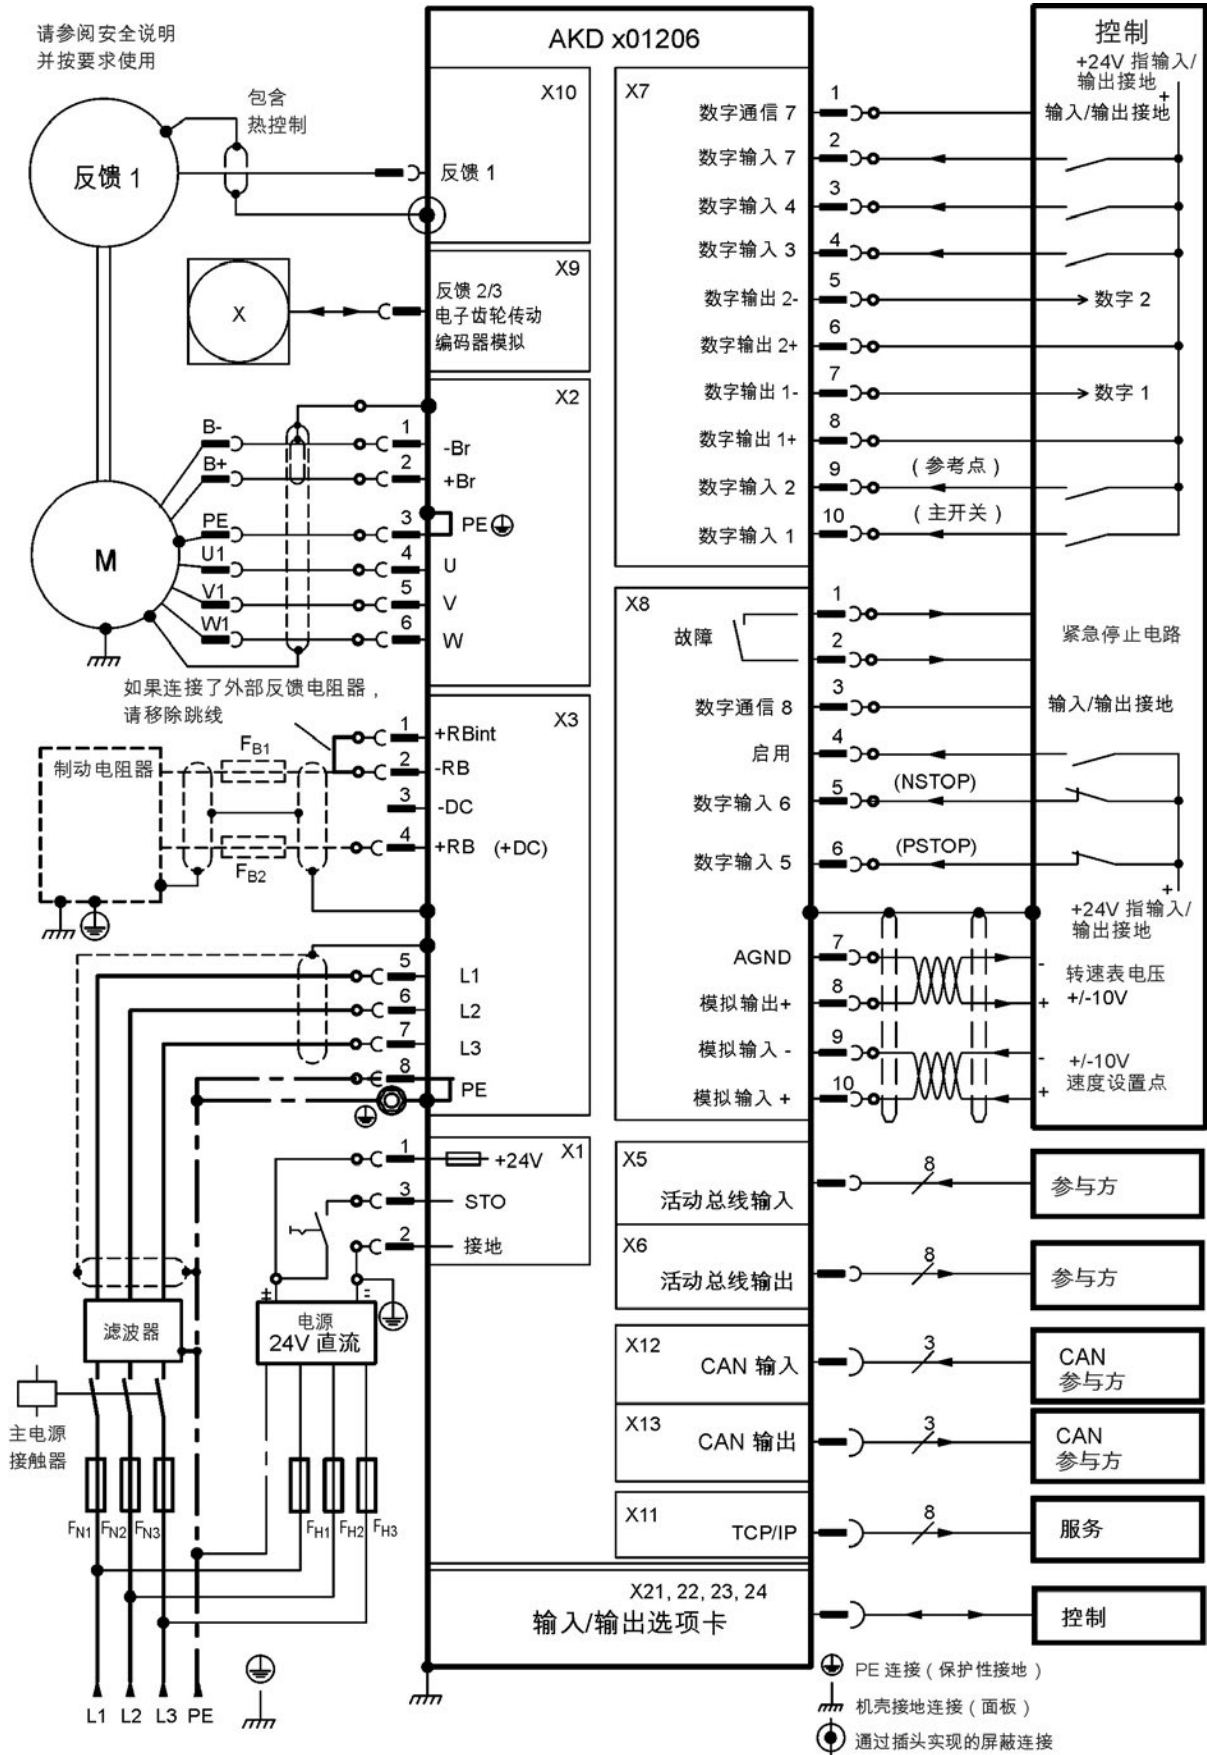 请参阅安全说明
并按要求使用
AKD x01206
控制
+24V 指输入/
输出接地
+
输入/输出接地
包含
热控制
反馈 1
X10
反馈 1
X9
反馈 2/3
电子齿轮传动
编码器模拟
X
X2
B-
1
-Br
B+
2
+Br
PE
3
PE
U1
4
U
V1
5
V
W1
6
W
M
如果连接了外部反馈电阻器，
请移除跳线
X3
制动电阻器
FB1
FB2
1
+RBint
2
-RB
3
-DC
4
+RB (+DC)
5
L1
6
L2
7
L3
8
PE
X1
1
+24V
3
STO
2
接地
滤波器
+
-
电源
24V 直流
主电源
接触器
FN1
FN2
FN3
FH1
FH2
FH3
L1
L2
L3
PE
X7
数字通信 7
1
数字输入 7
2
数字输入 4
3
数字输入 3
4
数字输出 2-
5
数字 2
数字输出 2+
6
数字输出 1-
7
数字 1
数字输出 1+
8
数字输入 2
9
（参考点）
数字输入 1
10
（主开关）
X8
故障
1
2
紧急停止电路
数字通信 8
3
输入/输出接地
启用
4
数字输入 6
5
(NSTOP)
数字输入 5
6
(PSTOP)
+
+24V 指输入/
输出接地
AGND
7
-
转速表电压
模拟输出+
8
+
+/-10V
模拟输入 -
9
-
+/-10V
速度设置点
模拟输入 +
10
+
X5
活动总线输入
8
参与方
X6
活动总线输出
8
参与方
X12
CAN 输入
3
CAN
参与方
X13
CAN 输出
3
CAN
参与方
X11
TCP/IP
8
服务
X21, 22, 23, 24
输入/输出选项卡
控制
PE 连接（保护性接地）
机壳接地连接（面板）
通过插头实现的屏蔽连接